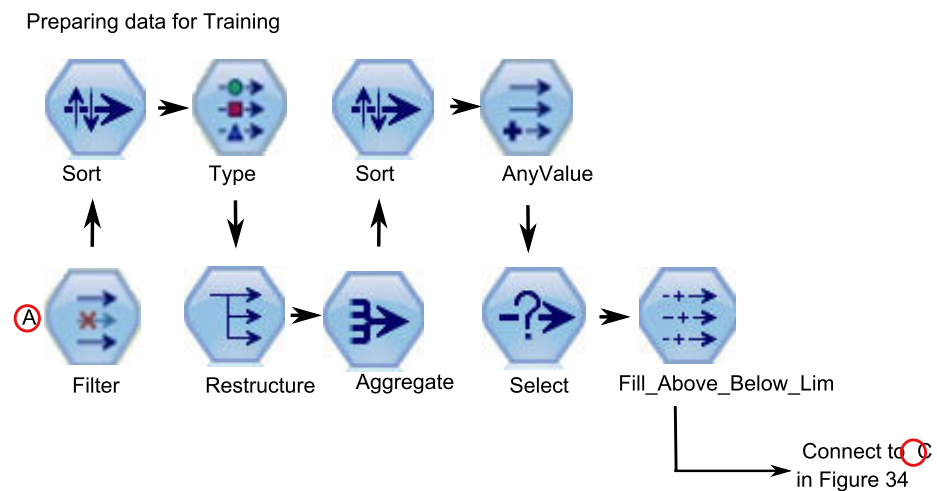 Preparing data for Training
Sort
Type
Sort
AnyValue
A
Filter
Restructure
Aggregate
Select
Fill_Above_Below_Lim
Connect to C
in Figure 34